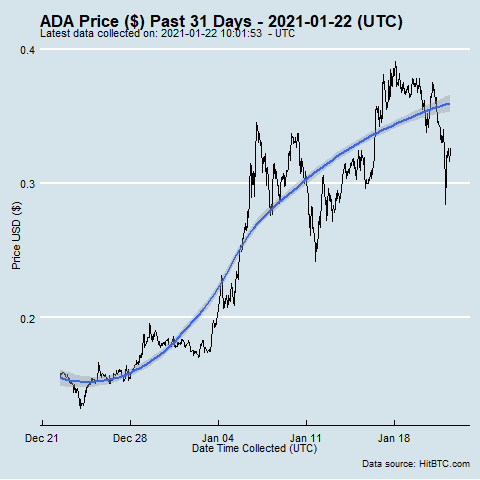 ADA Price ($) Past 31 Days - 2021-01-22 (UTC)
Latest data collected on: 2021-01-22 10:01:53 - UTC
0.4
0.3
0.2
Price USD ($)
Dec 21 Dec 28 Jan 04 Jan 11 Jan 18
Date Time Collected (UTC)
Data source: HitBTC.com